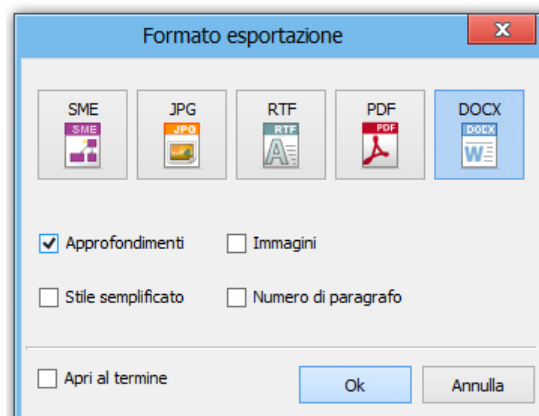 Formato esportazione
x
SME JPG RTF PDF DOCX
SME JPG RTF PDF DOCX
A W
Approfondimenti Immagini
Stile semplificato Numero di paragrafo
Apri al termine Ok Annulla